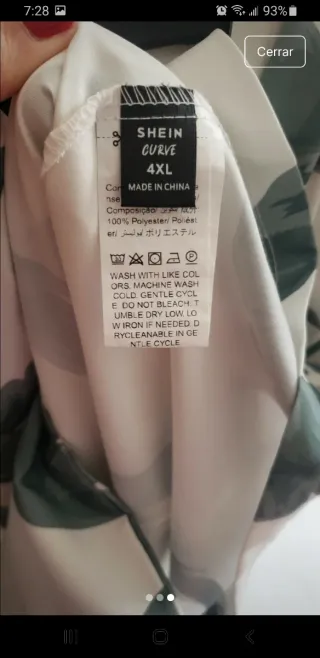 7:28
93%
Cerrar
SHEIN
CURVE
4XL
MADE IN CHINA
100% Polyester/ Poliést
er/ بوليستر ポリエステル
WASH WITH LIKE COL
ORS. MACHINE WASH
COLD. GENTLE CYCL
E. DO NOT BLEACH. T
UMBLE DRY LOW. LO
W IRON IF NEEDED. D
RYCLEANABLE IN GE
NTLE CYCLE